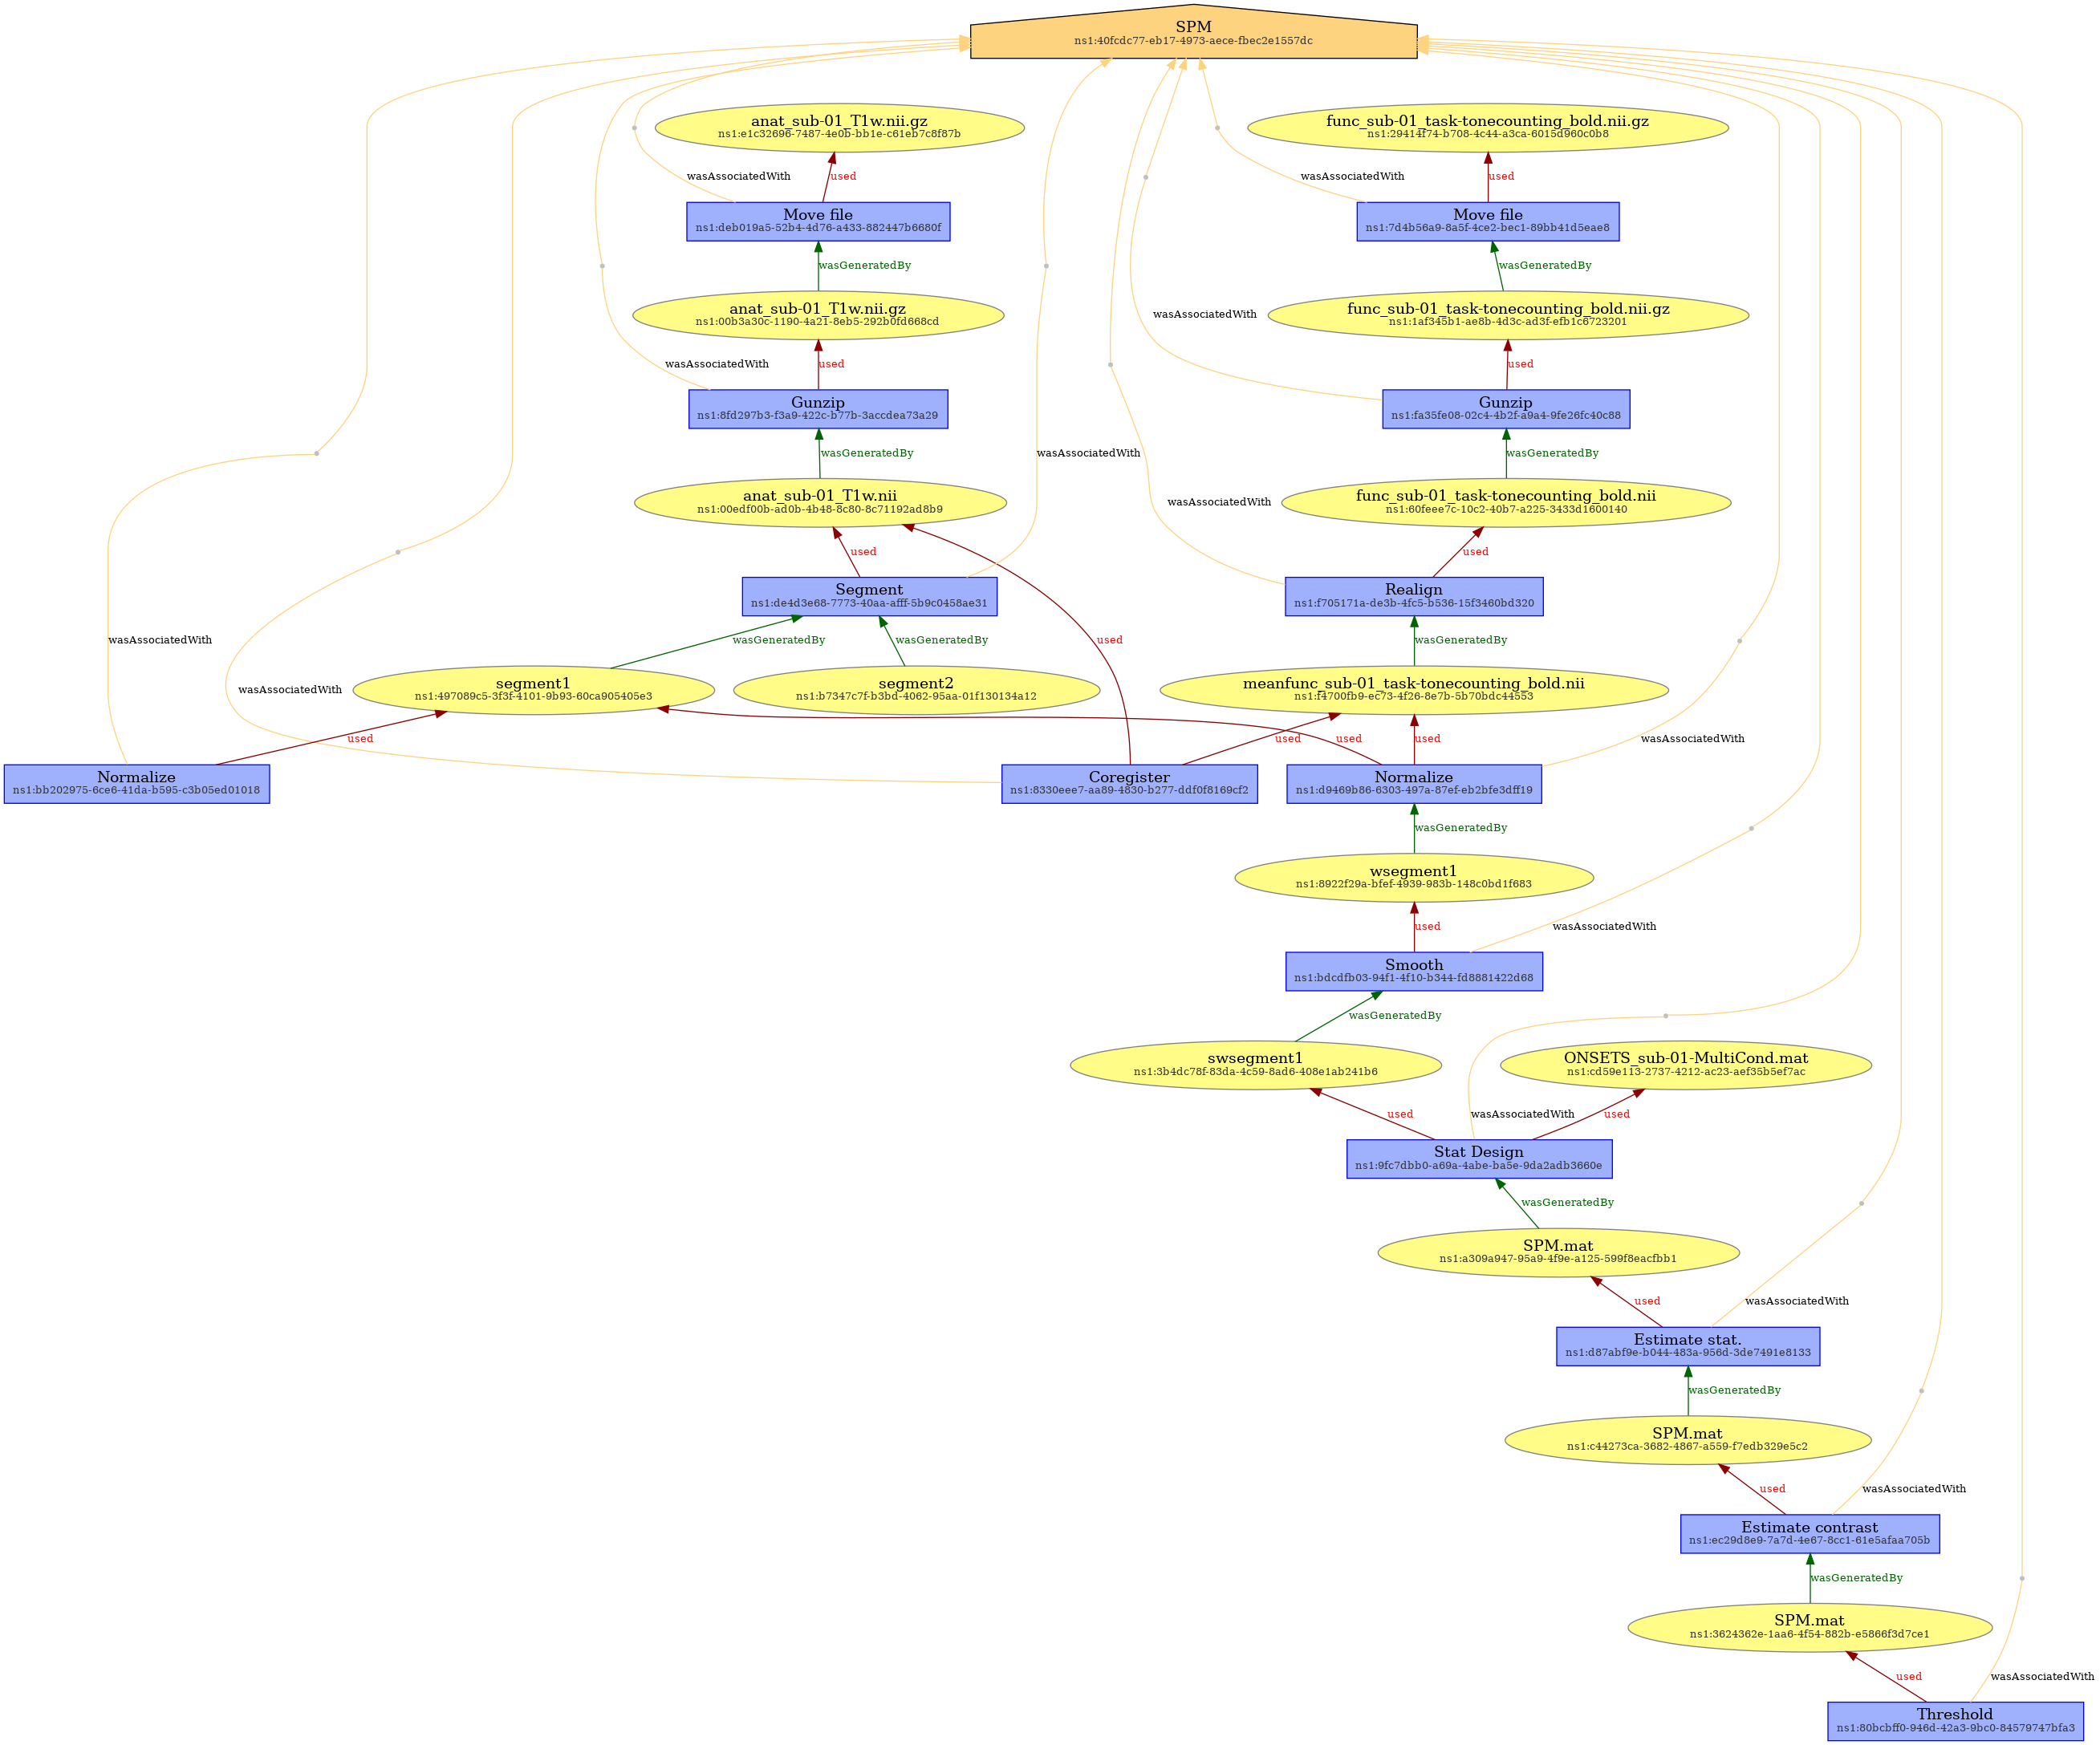 SPM
ns1:40fcdc77-eb17-4973-aece-fbec2e1557dc
anat_sub-01_T1w.nii.gz
ns1:e1c32696-7487-4e0b-bb1e-c61eb7c8f87b
func_sub-01_task-tonecounting_bold.nii.gz
ns1:29414f74-b708-4c44-a3ca-6015d960c0b8
wasAssociatedWith
used
wasAssociatedWith
used
Move file
ns1:deb019a5-52b4-4d76-a433-882447b6680f
Move file
ns1:7d4b56a9-8a5f-4ce2-bec1-89bb41d5eae8
wasGeneratedBy
wasGeneratedBy
anat_sub-01_T1w.nii.gz
ns1:00b3a30c-1190-4a21-8eb5-292b0fd668cd
func_sub-01_task-tonecounting_bold.nii.gz
ns1:1af345b1-ae8b-4d3c-ad3f-efb1c6723201
wasAssociatedWith
wasAssociatedWith
used
used
Gunzip
ns1:8fd297b3-f3a9-422c-b77b-3accdea73a29
Gunzip
ns1:fa35fe08-02c4-4b2f-a9a4-9fe26fc40c88
wasGeneratedBy
wasAssociatedWith
wasGeneratedBy
anat_sub-01_T1w.nii
ns1:00edf00b-ad0b-4b48-8c80-8c71192ad8b9
wasAssociatedWith
func_sub-01_task-tonecounting_bold.nii
ns1:60feee7c-10c2-40b7-a225-3433d1600140
used
used
Segment
ns1:de4d3e68-7773-40aa-afff-5b9c0458ae31
Realign
ns1:f705171a-de3b-4fc5-b536-15f3460bd320
wasAssociatedWith
wasGeneratedBy
wasGeneratedBy
used
wasGeneratedBy
wasAssociatedWith
segment1
ns1:497089c5-3f3f-4101-9b93-60ca905405e3
segment2
ns1:b7347c7f-b3bd-4062-95aa-01f130134a12
meanfunc_sub-01_task-tonecounting_bold.nii
ns1:f4700fb9-ec73-4f26-8e7b-5b70bdc44553
used
used
used
used
wasAssociatedWith
Normalize
ns1:bb202975-6ce6-41da-b595-c3b05ed01018
Coregister
ns1:8330eee7-aa89-4830-b277-ddf0f8169cf2
Normalize
ns1:d9469b86-6303-497a-87ef-eb2bfe3dff19
wasGeneratedBy
wsegment1
ns1:8922f29a-bfef-4939-983b-148c0bd1f683
used
wasAssociatedWith
Smooth
ns1:bdcdfb03-94f1-4f10-b344-fd8881422d68
wasGeneratedBy
swsegment1
ns1:3b4dc78f-83da-4c59-8ad6-408e1ab241b6
ONSETS_sub-01-MultiCond.mat
ns1:cd59e113-2737-4212-ac23-aef35b5ef7ac
used
wasAssociatedWith
used
Stat Design
ns1:9fc7dbb0-a69a-4abe-ba5e-9da2adb3660e
wasGeneratedBy
SPM.mat
ns1:a309a947-95a9-4f9e-a125-599f8eacfbb1
used
wasAssociatedWith
Estimate stat.
ns1:d87abf9e-b044-483a-956d-3de7491e8133
wasGeneratedBy
SPM.mat
ns1:c44273ca-3682-4867-a559-f7edb329e5c2
used
wasAssociatedWith
Estimate contrast
ns1:ec29d8e9-7a7d-4e67-8cc1-61e5afaa705b
wasGeneratedBy
SPM.mat
ns1:3624362e-1aa6-4f54-882b-e5866f3d7ce1
used
wasAssociatedWith
Threshold
ns1:80bcbff0-946d-42a3-9bc0-84579747bfa3